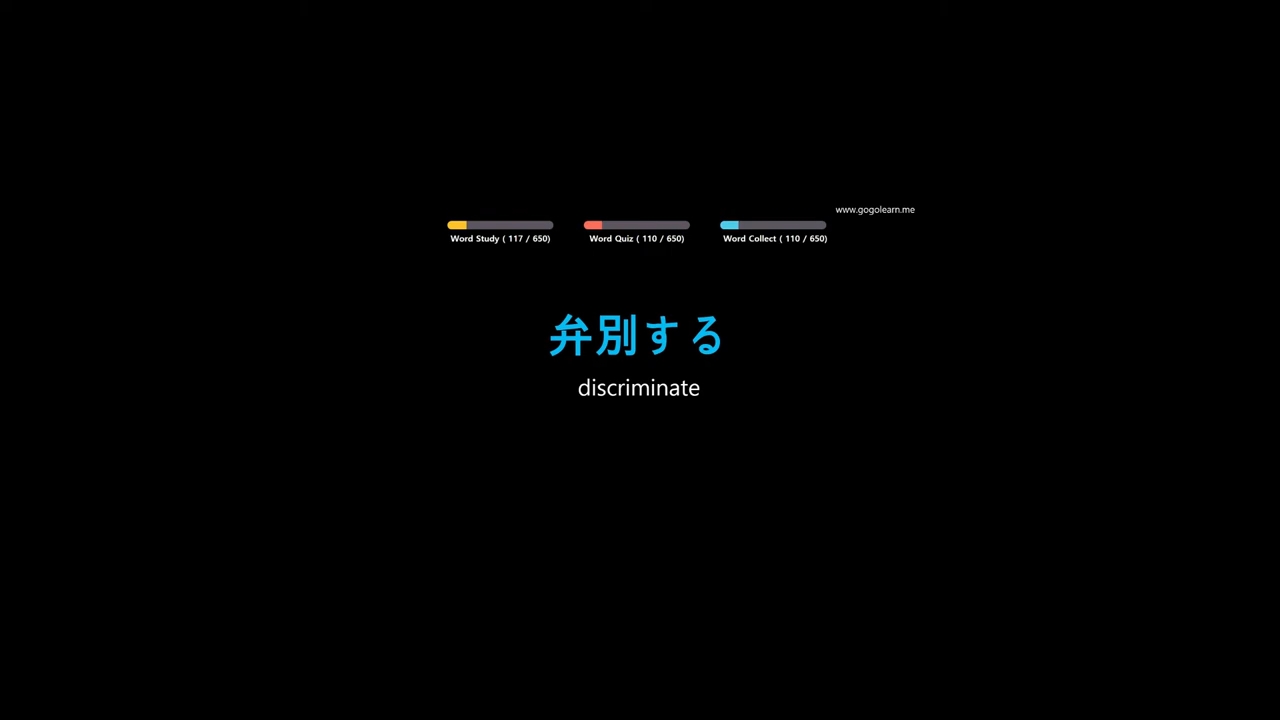 www.gogolearn.me
Word Study ( 117 / 650)
Word Quiz ( 110 / 650)
Word Collect ( 110 / 650)
弁別する
discriminate